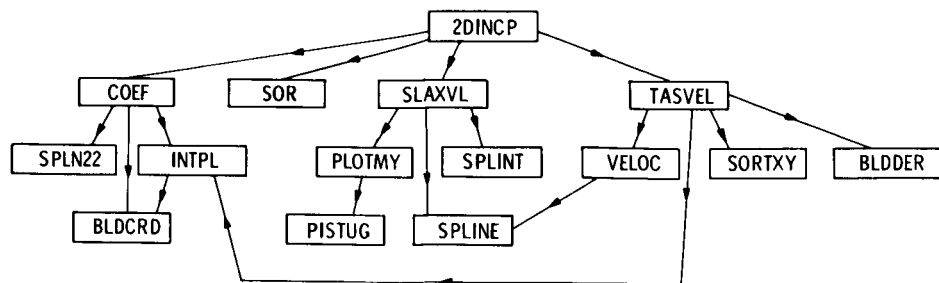 2DINCP
COEF
SOR
SLAXVL
TASVEL
SPLN22
INTPL
PLOTMY
SPLINT
VELOC
SORTXY
BLDDER
BLDCRD
PISTUG
SPLINE